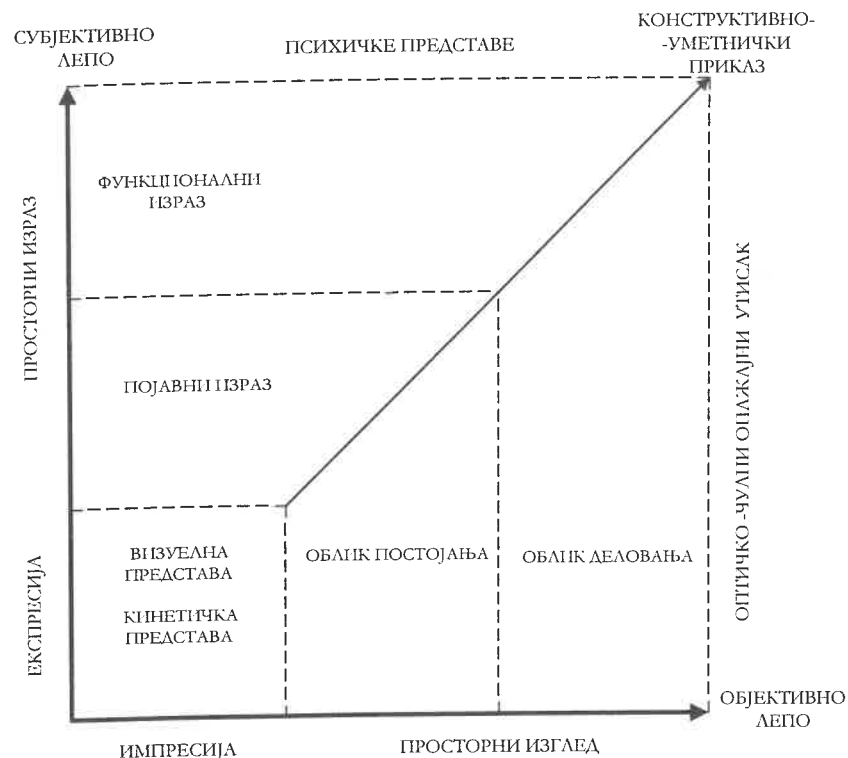 СУБЈЕКТИВНО
ЛЕПО
ПСИХИЧКЕ ПРЕДСТАВЕ
КОНСТРУКТИВНО-
-УМЕТНИЧКИ
ПРИКАЗ
ФУНКЦИОНАЛНИ
ИЗРАЗ
ПРОСТОРНИ ИЗРАЗ
ПОЈАВНИ ИЗРАЗ
ОПТИЧКО-ЧУЛНИ ОПАЖАЈНИ УТИСАК
ВИЗУЕЛНА
ПРЕДСТАВА
КИНЕТИЧКА
ПРЕДСТАВА
ОБЛИК ПОСТОЈАЊА
ОБЛИК ДЕЛОВАЊА
ЕКСПРЕСИЈА
ОБЈЕКТИВНО
ЛЕПО
ИМПРЕСИЈА
ПРОСТОРНИ ИЗГЛЕД